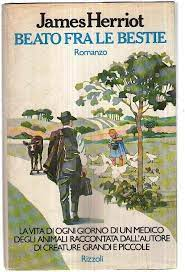 James Herriot
BEATO FRA LE BESTIE
Romanzo
LA VITA DI OGNI GIORNO DI UN MEDICO
DEGLI ANIMALI RACCONTATA DALL'AUTORE
DI CREATURE GRANDI E PICCOLE
Rizzoli